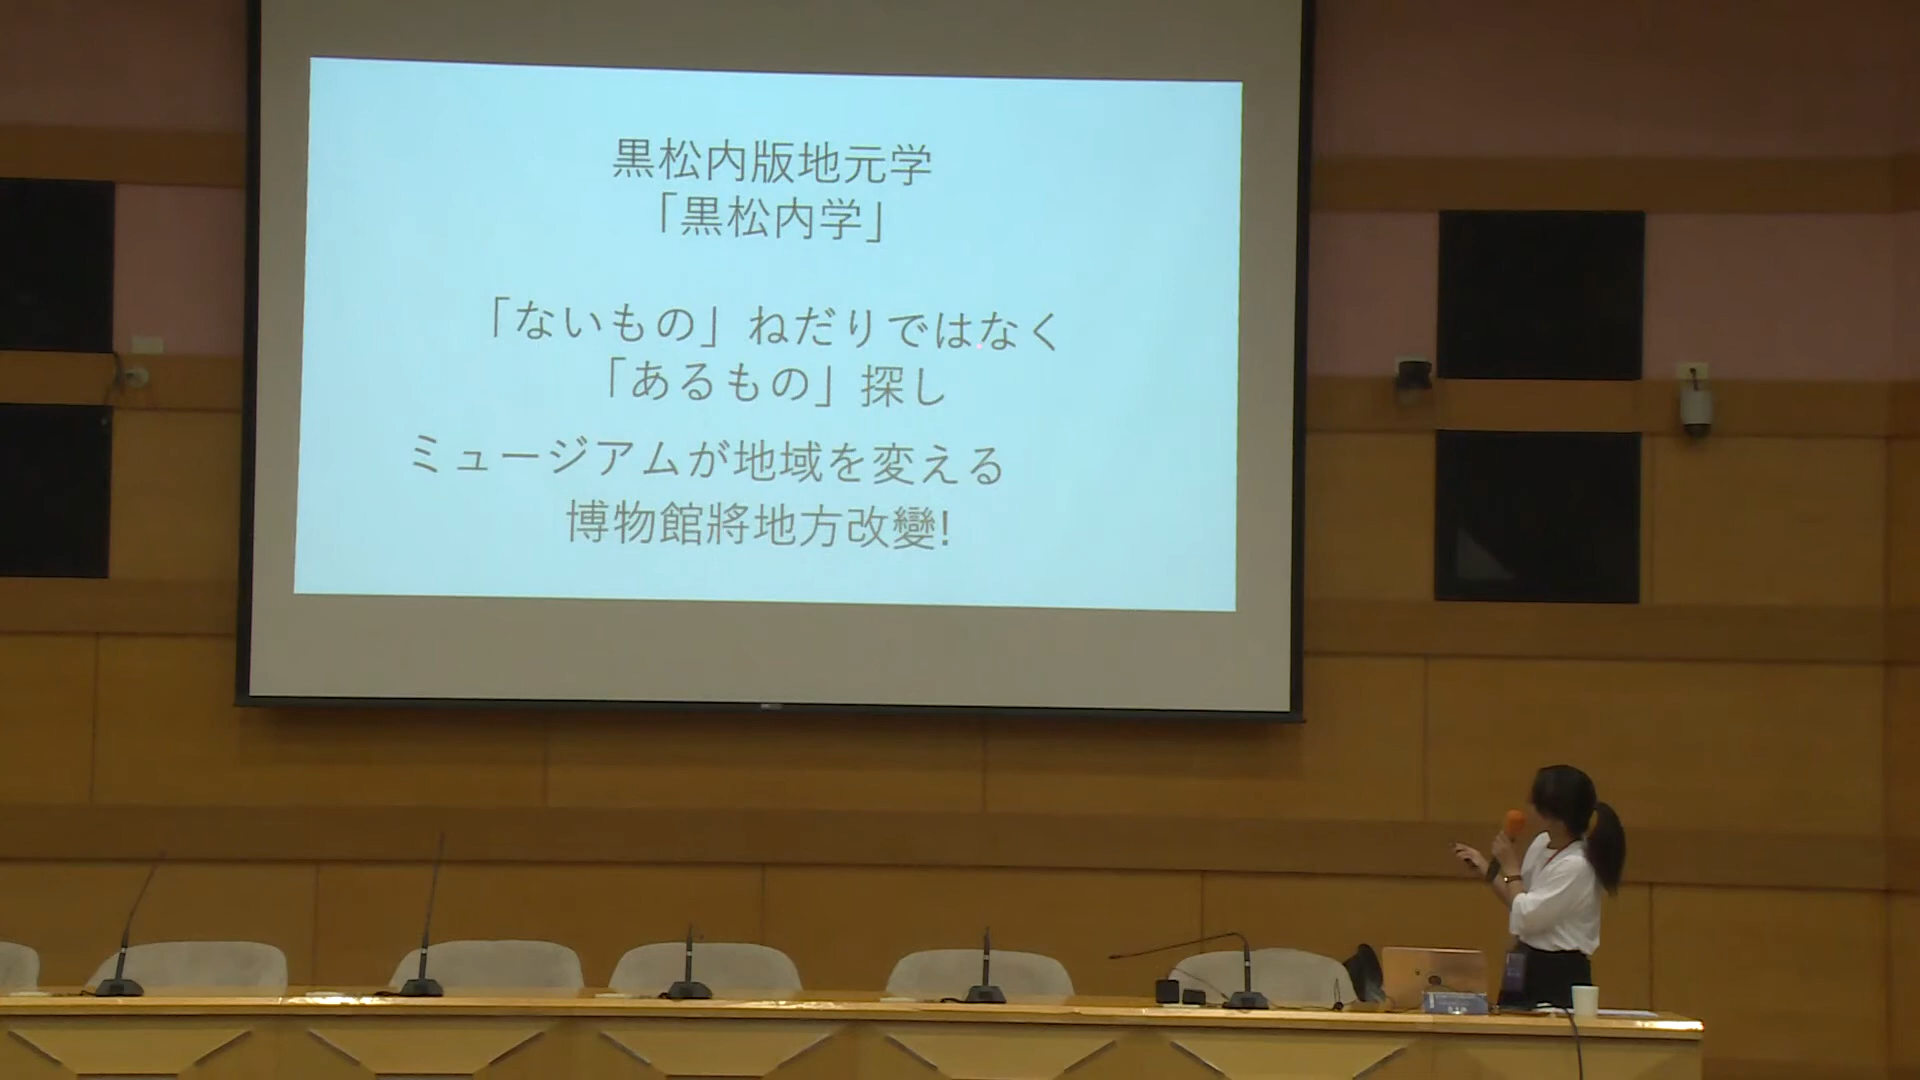 黒松内版地元学
「黒松内学」
「ないもの」ねだりではなく
「あるもの」探し
ミュージアムが地域を変える
博物館將地方改變!